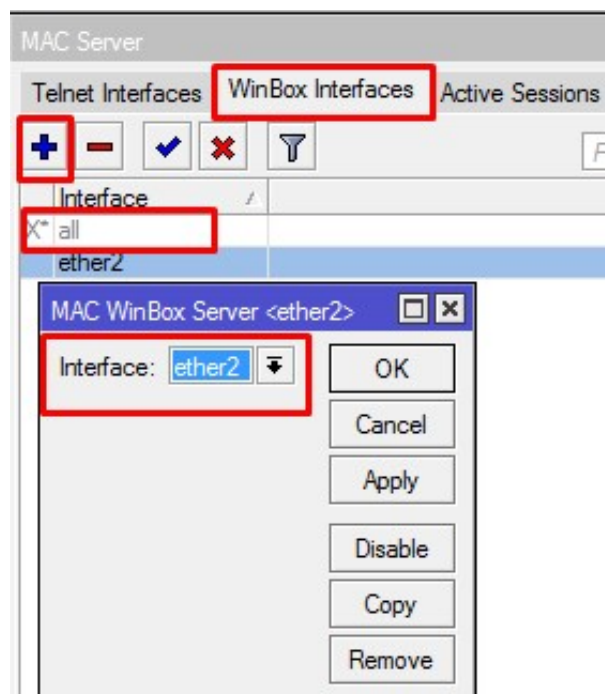 MAC Server
Telnet Interfaces WinBox Interfaces Active Sessions
F
Interface
X* all
ether2
MAC WinBox Server <ether2>
Interface: ether2
OK
Cancel
Apply
Disable
Copy
Remove